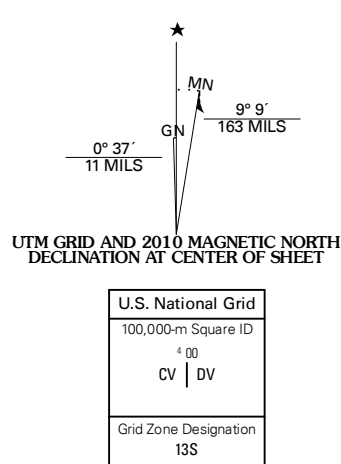 ★
MN
GN
9° 9´
163 MILS
0° 37´
11 MILS
UTM GRID AND 2010 MAGNETIC NORTH
DECLINATION AT CENTER OF SHEET
U.S. National Grid
100,000-m Square ID
4 00
CV DV
Grid Zone Designation
13S